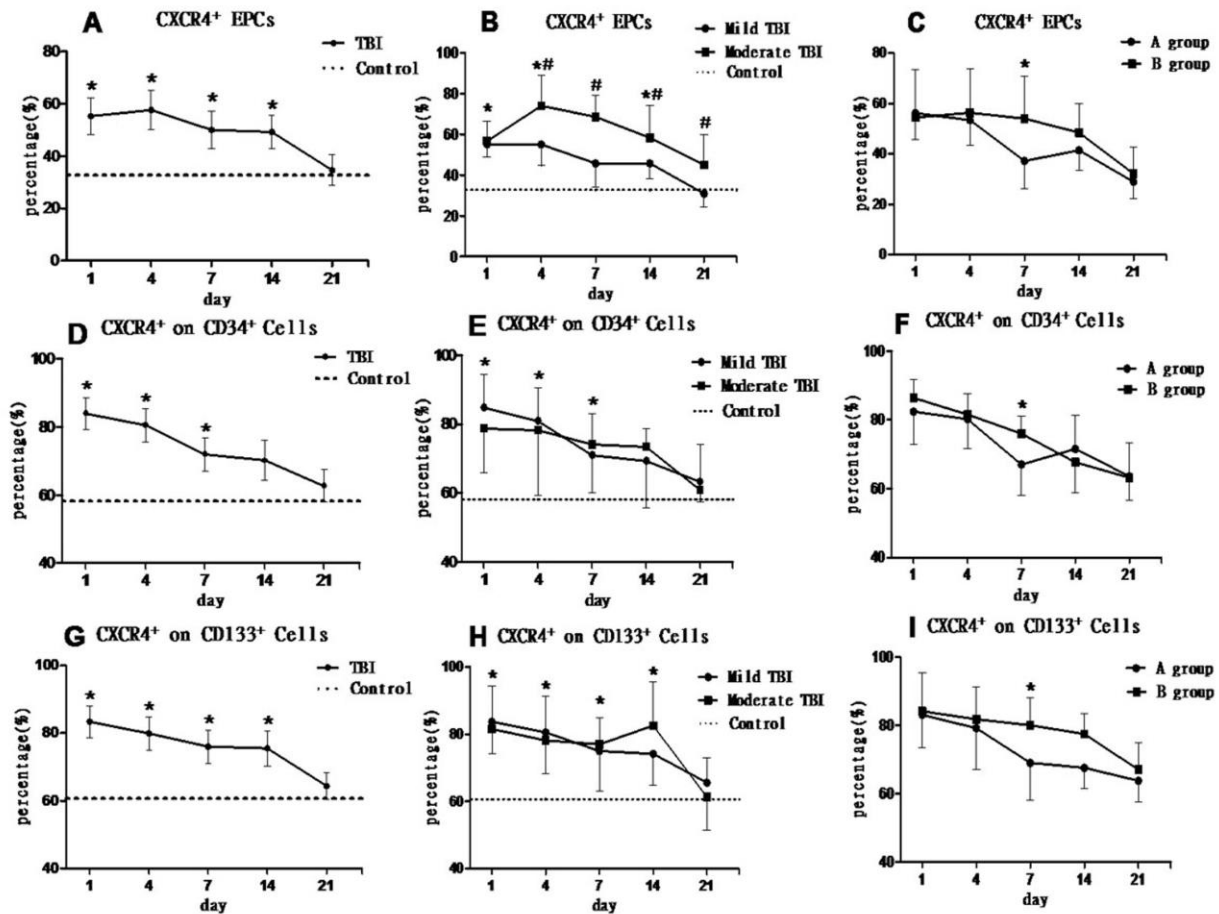 A CXCR4⁺ EPCs
TBI
Control
percentage(%)
80
60
40
20
0
* * * *
1 4 7 14 21
day
B CXCR4⁺ EPCs
Mild TBI
Moderate TBI
Control
percentage(%)
100
80
60
40
20
0
* *# # *# #
1 4 7 14 21
day
C CXCR4⁺ EPCs
A group
B group
percentage(%)
80
60
40
20
0
*
1 4 7 14 21
day
D CXCR4⁺ on CD34⁺ Cells
TBI
Control
percentage(%)
100
80
60
40
* * *
1 4 7 14 21
day
E CXCR4⁺ on CD34⁺ Cells
Mild TBI
Moderate TBI
Control
percentage(%)
100
80
60
40
* * *
1 4 7 14 21
day
F CXCR4⁺ on CD34⁺ Cells
A group
B group
percentage(%)
100
80
60
40
*
1 4 7 14 21
day
G CXCR4⁺ on CD133⁺ Cells
TBI
Control
percentage(%)
100
80
60
40
* * * *
1 4 7 14 21
day
H CXCR4⁺ on CD133⁺ Cells
Mild TBI
Moderate TBI
Control
percentage(%)
100
80
60
40
* * * *
1 4 7 14 21
day
I CXCR4⁺ on CD133⁺ Cells
A group
B group
percentage(%)
100
80
60
40
*
1 4 7 14 21
day